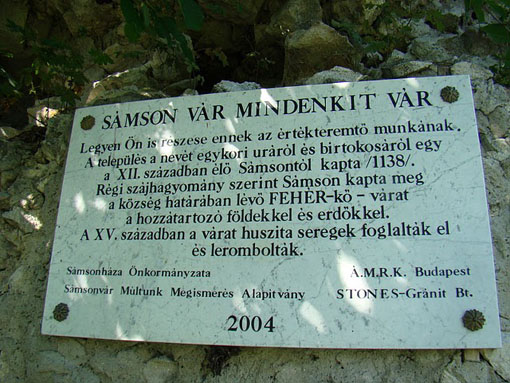 SÁMSON VÁR MINDENKIT VÁR
Legyen Ön is részese ennek az értékteremtő munkának.
A település a nevét egykori uráról és birtokosáról egy
a XII. században élő Sámsontól kapta /1138/.
Régi szájhagyomány szerint Sámson kapta meg
a község határában lévő FEHÉR-kő - várat
a hozzátartozó földekkel és erdőkkel.
A XV. században a várat huszita seregek foglalták el
és lerombolták.
Sámsonháza Önkormányzata Á.M.R.K. Budapest
Sámsonvár Múltunk Megismerés Alapítvány STONES-Gránit Bt.
2004